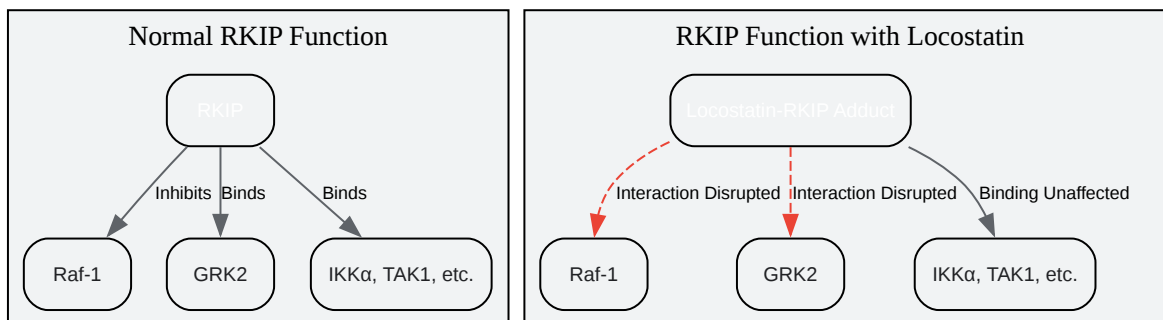 Normal RKIP Function
RKIP
Inhibits
Binds
Binds
Raf-1
GRK2
IKKα, TAK1, etc.
RKIP Function with Locostatin
Locostatin-RKIP Adduct
Interaction Disrupted
Interaction Disrupted
Binding Unaffected
Raf-1
GRK2
IKKα, TAK1, etc.